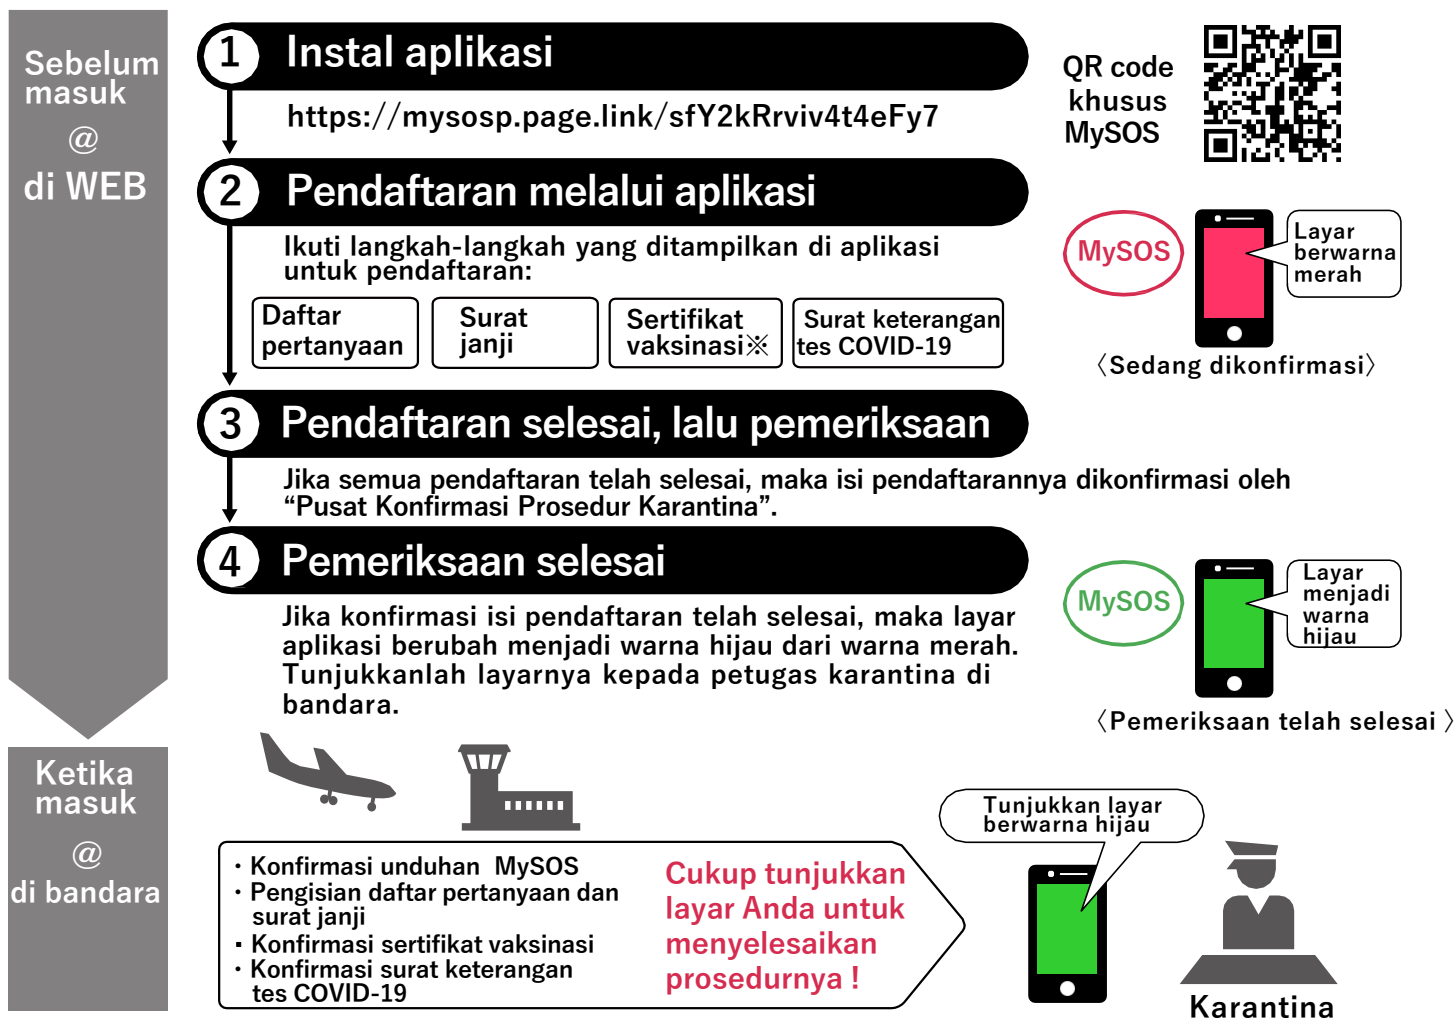 Sebelum
masuk
@
di WEB
1
Instal aplikasi
https://mysosp.page.link/sfY2kRrviv4t4eFy7
QR code
khusus
MySOS
2
Pendaftaran melalui aplikasi
Ikuti langkah-langkah yang ditampilkan di aplikasi
untuk pendaftaran:
Daftar
pertanyaan
Surat
janji
Sertifikat
vaksinasi※
Surat keterangan
tes COVID-19
MySOS
Layar
berwarna
merah
〈Sedang dikonfirmasi〉
3
Pendaftaran selesai, lalu pemeriksaan
Jika semua pendaftaran telah selesai, maka isi pendaftarannya dikonfirmasi oleh
“Pusat Konfirmasi Prosedur Karantina”.
4
Pemeriksaan selesai
Jika konfirmasi isi pendaftaran telah selesai, maka layar
aplikasi berubah menjadi warna hijau dari warna merah.
Tunjukkanlah layarnya kepada petugas karantina di
bandara.
MySOS
Layar
menjadi
warna
hijau
〈Pemeriksaan telah selesai 〉
Ketika
masuk
@
di bandara
・Konfirmasi unduhan MySOS
・Pengisian daftar pertanyaan dan
surat janji
・Konfirmasi sertifikat vaksinasi
・Konfirmasi surat keterangan
tes COVID-19
Cukup tunjukkan
layar Anda untuk
menyelesaikan
prosedurnya !
Tunjukkan layar
berwarna hijau
Karantina